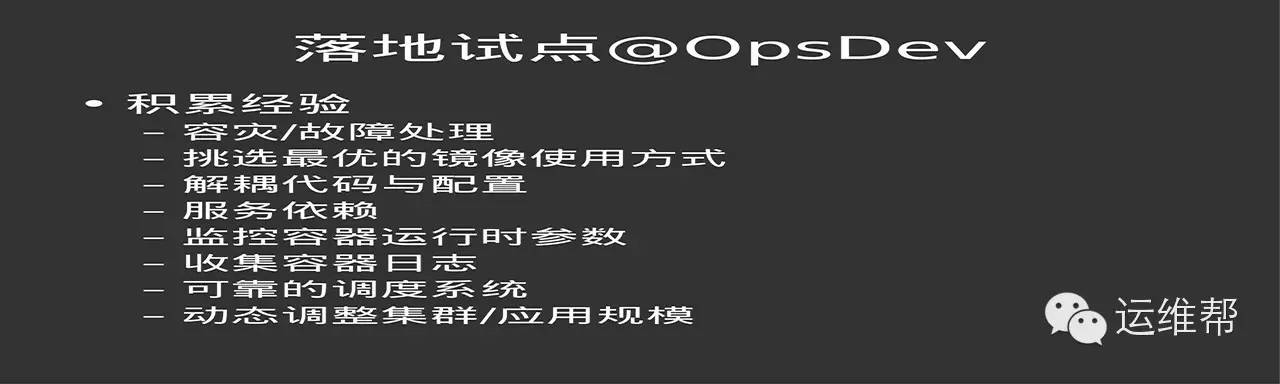 落地试点@OpsDev
• 积累经验
– 容灾/故障处理
– 挑选最优的镜像使用方式
– 解耦代码与配置
– 服务依赖
– 监控容器运行时参数
– 收集容器日志
– 可靠的调度系统
– 动态调整集群/应用规模
运维帮